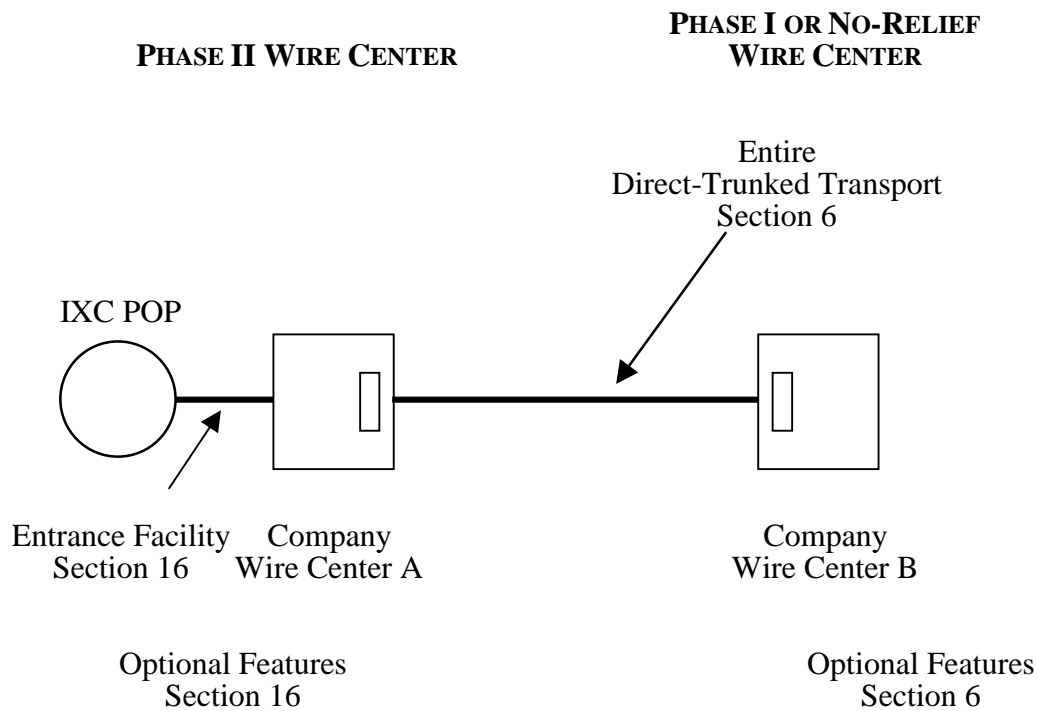 PHASE II WIRE CENTER
PHASE I OR NO-RELIEF
WIRE CENTER
Entire
Direct-Trunked Transport
Section 6
IXC POP
Entrance Facility
Section 16
Company
Wire Center A
Company
Wire Center B
Optional Features
Section 16
Optional Features
Section 6